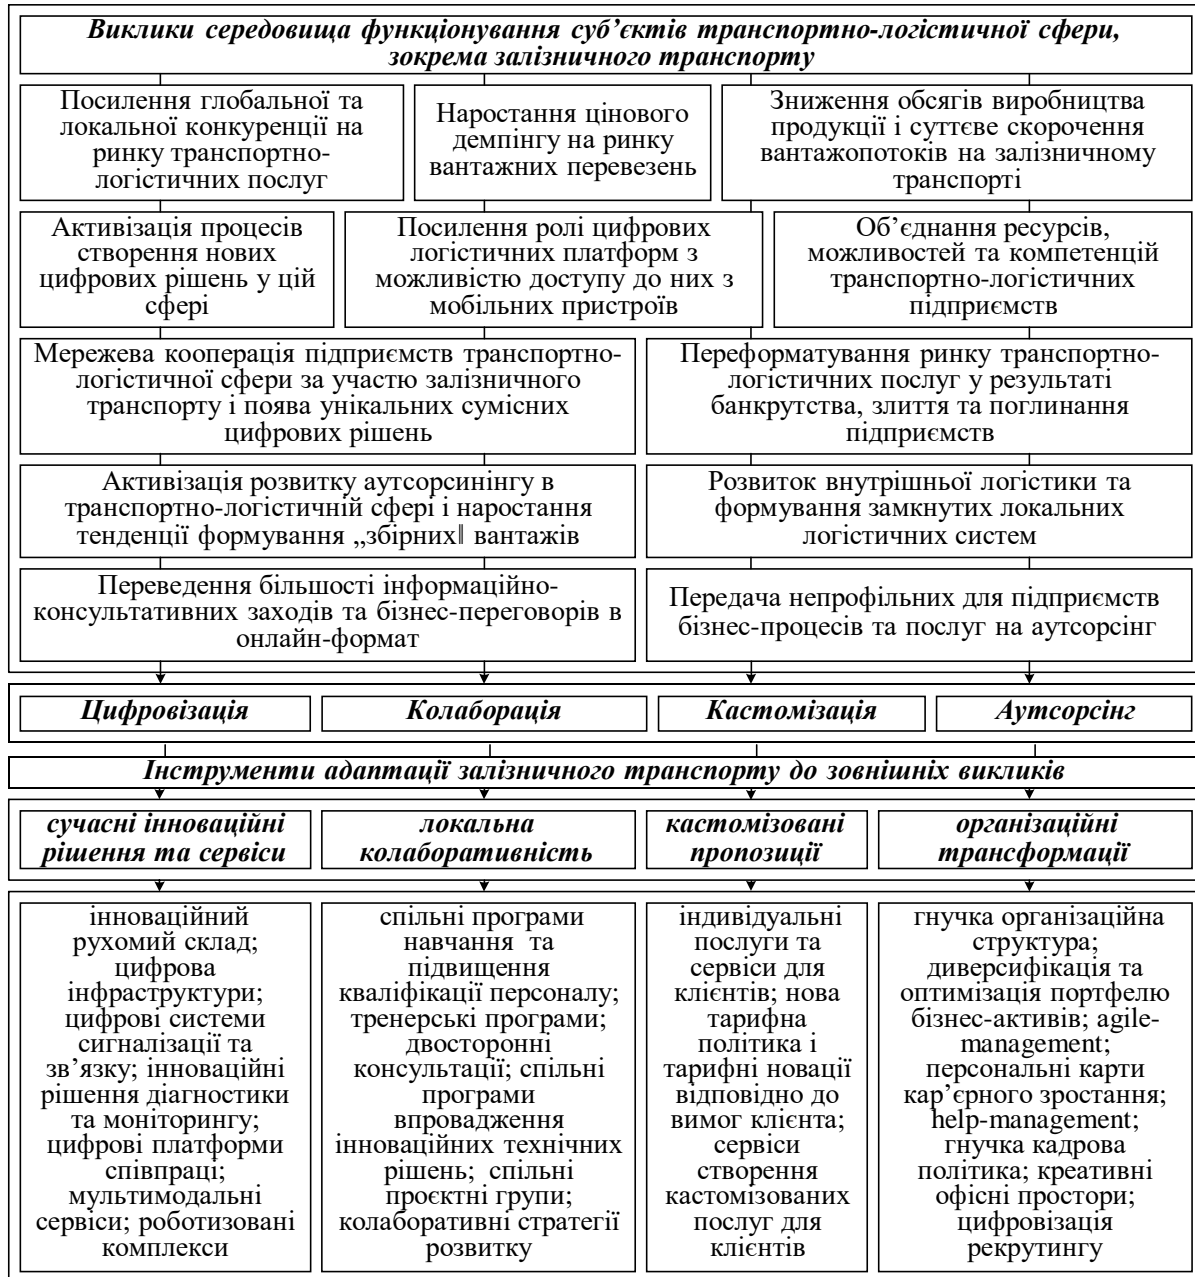 Виклики середовища функціонування суб’єктів транспортно-логістичної сфери,
зокрема залізничного транспорту
Посилення глобальної та
локальної конкуренції на
ринку транспортно-
логістичних послуг
Наростання цінового
демпінгу на ринку
вантажних перевезень
Зниження обсягів виробництва
продукції і суттєве скорочення
вантажопотоків на залізничному
транспорті
Активізація процесів
створення нових
цифрових рішень у цій
сфері
Посилення ролі цифрових
логістичних платформ з
можливістю доступу до них з
мобільних пристроїв
Об’єднання ресурсів,
можливостей та компетенцій
транспортно-логістичних
підприємств
Мережева кооперація підприємств транспортно-
логістичної сфери за участю залізничного
транспорту і поява унікальних сумісних
цифрових рішень
Переформатування ринку транспортно-
логістичних послуг у результаті
банкрутства, злиття та поглинання
підприємств
Активізація розвитку аутсорсинінгу в
транспортно-логістичній сфері і наростання
тенденції формування „збірних‖ вантажів
Розвиток внутрішньої логістики та
формування замкнутих локальних
логістичних систем
Переведення більшості інформаційно-
консультативних заходів та бізнес-переговорів в
онлайн-формат
Передача непрофільних для підприємств
бізнес-процесів та послуг на аутсорсінг
Цифровізація
Колаборація
Кастомізація
Аутсорсінг
Інструменти адаптації залізничного транспорту до зовнішніх викликів
сучасні інноваційні
рішення та сервіси
локальна
колаборативність
кастомізовані
пропозиції
організаційні
трансформації
інноваційний
рухомий склад;
цифрова
інфраструктури;
цифрові системи
сигналізації та
зв’язку; інноваційні
рішення діагностики
та моніторингу;
цифрові платформи
співпраці;
мультимодальні
сервіси; роботизовані
комплекси
спільні програми
навчання та
підвищення
кваліфікації персоналу;
тренерські програми;
двосторонні
консультації; спільні
програми
впровадження
інноваційних технічних
рішень; спільні
проєктні групи;
колаборативні стратегії
розвитку
індивідуальні
послуги та
сервіси для
клієнтів; нова
тарифна
політика і
тарифні новації
відповідно до
вимог клієнта;
сервіси
створення
кастомізованих
послуг для
клієнтів
гнучка організаційна
структура;
диверсифікація та
оптимізація портфелю
бізнес-активів; agile-
management;
персональні карти
кар’єрного зростання;
help-management;
гнучка кадрова
політика; креативні
офісні простори;
цифровізація
рекрутингу